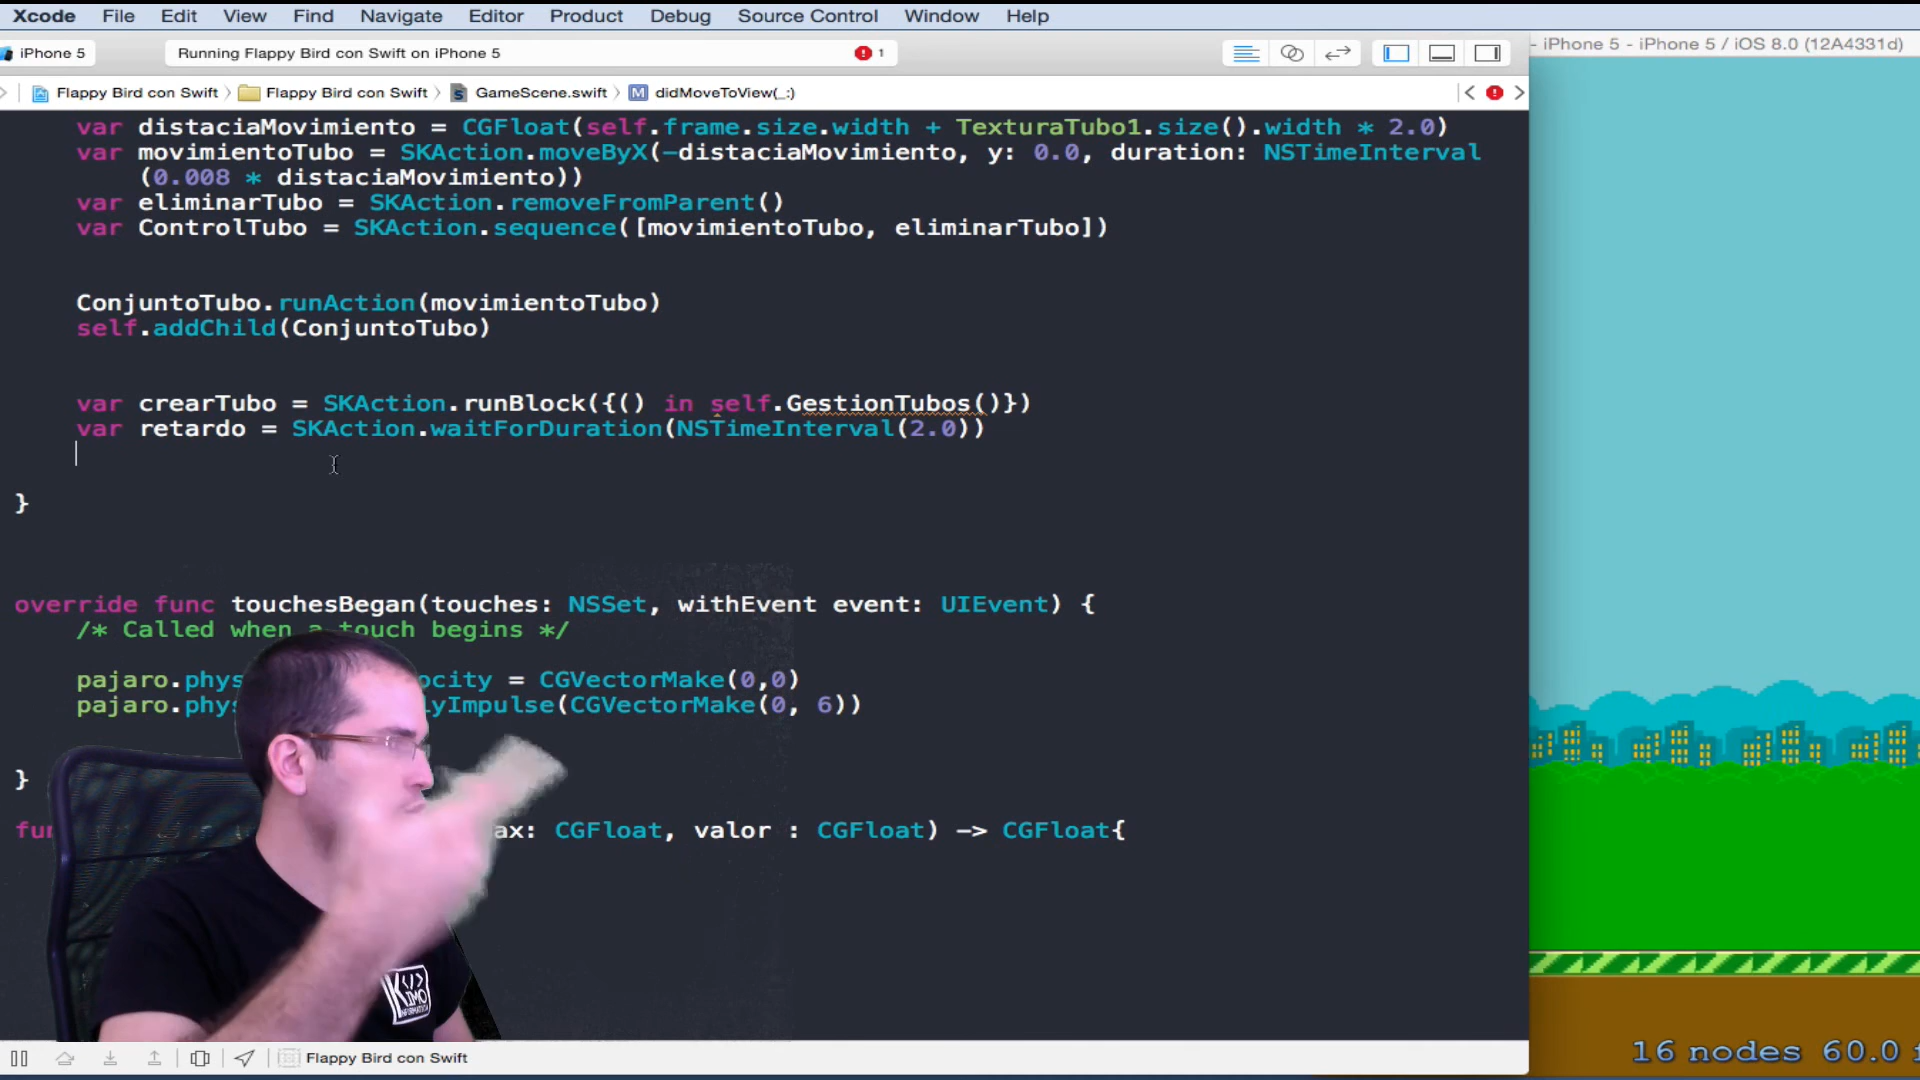 Xcode File Edit View Find Navigate Editor Product Debug Source Control Window Help
iPhone 5
Running Flappy Bird con Swift on iPhone 5
1
- iPhone 5 - iPhone 5 / iOS 8.0 (12A4331d)
Flappy Bird con Swift Flappy Bird con Swift GameScene.swift M didMoveToView(_:)
var distaciaMovimiento = CGFloat(self.frame.size.width + TexturaTubo1.size().width * 2.0)
var movimientoTubo = SKAction.moveByX(-distaciaMovimiento, y: 0.0, duration: NSTimeInterval
(0.008 * distaciaMovimiento))
var eliminarTubo = SKAction.removeFromParent()
var ControlTubo = SKAction.sequence([movimientoTubo, eliminarTubo])
ConjuntoTubo.runAction(movimientoTubo)
self.addChild(ConjuntoTubo)
var crearTubo = SKAction.runBlock({() in self.GestionTubos()})
var retardo = SKAction.waitForDuration(NSTimeInterval(2.0))
}
override func touchesBegan(touches: NSSet, withEvent event: UIEvent) {
/* Called when a touch begins */
pajaro.phys ocity = CGVectorMake(0,0)
pajaro.phys lyImpulse(CGVectorMake(0, 6))
}
ax: CGFloat, valor : CGFloat) -> CGFloat{
KIMO
Flappy Bird con Swift
16 nodes 60.0 f